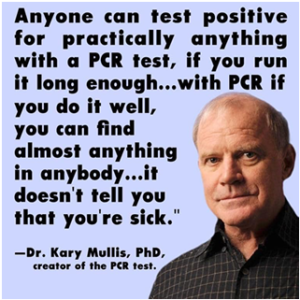 Anyone can test positive
for practically anything
with a PCR test, if you run
it long enough...with PCR if
you do it well,
you can find
almost anything
in anybody...it
doesn't tell you
that you're sick."
—Dr. Kary Mullis, PhD,
creator of the PCR test.